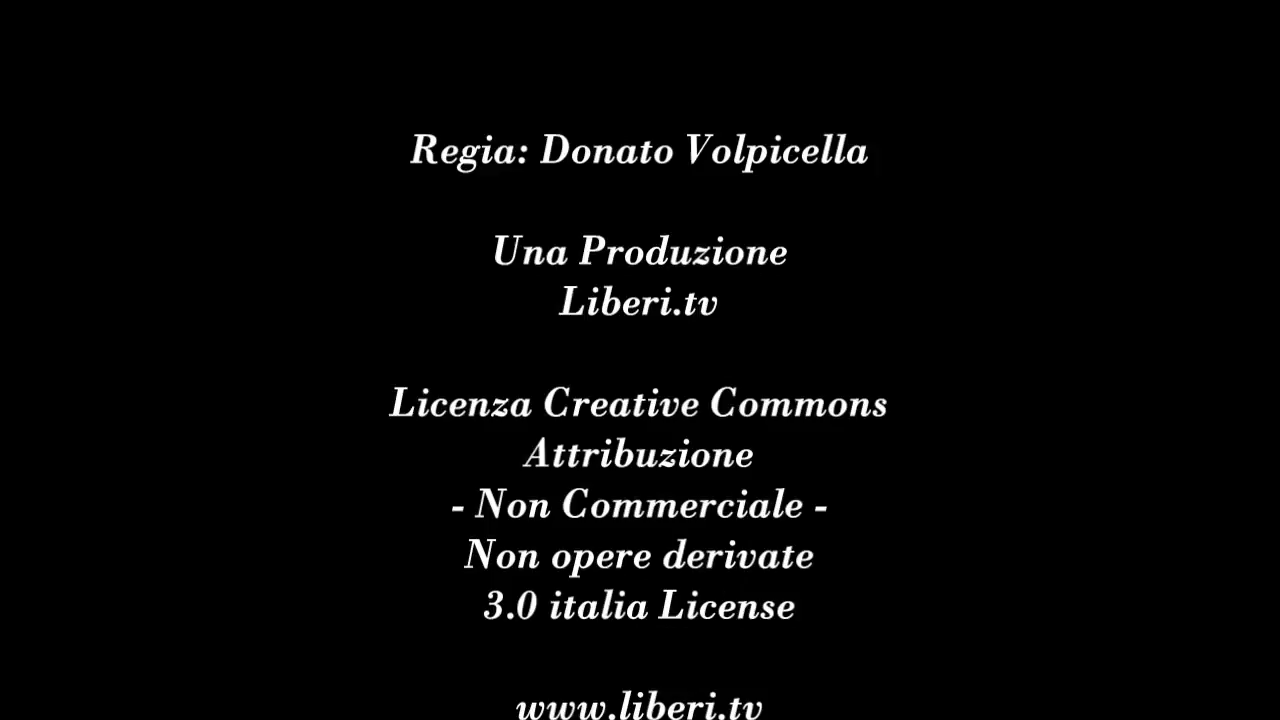 Regia: Donato Volpicella
Una Produzione
Liberi.tv
Licenza Creative Commons
Attribuzione
- Non Commerciale -
Non opere derivate
3.0 italia License
www.liberi.tv